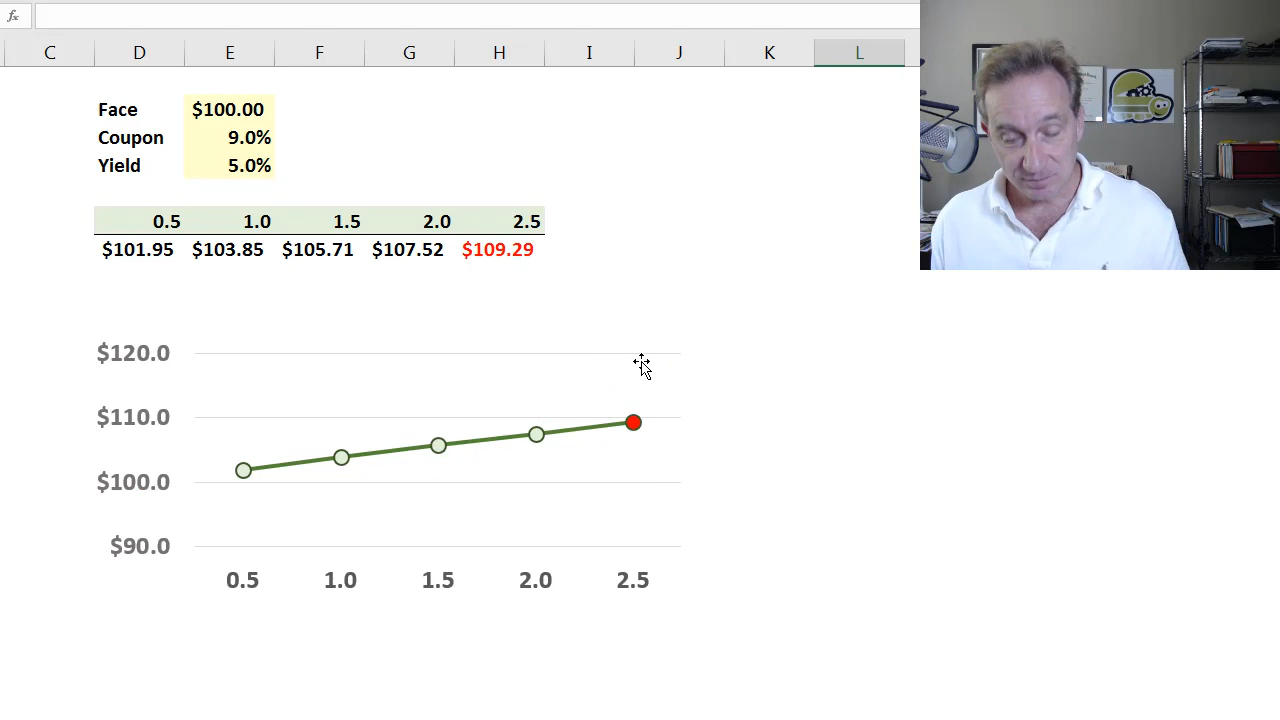 fx
C D E F G H I J K L
Face $100.00
Coupon 9.0%
Yield 5.0%
0.5 1.0 1.5 2.0 2.5
$101.95 $103.85 $105.71 $107.52 $109.29
$120.0
$110.0
$100.0
$90.0
0.5 1.0 1.5 2.0 2.5